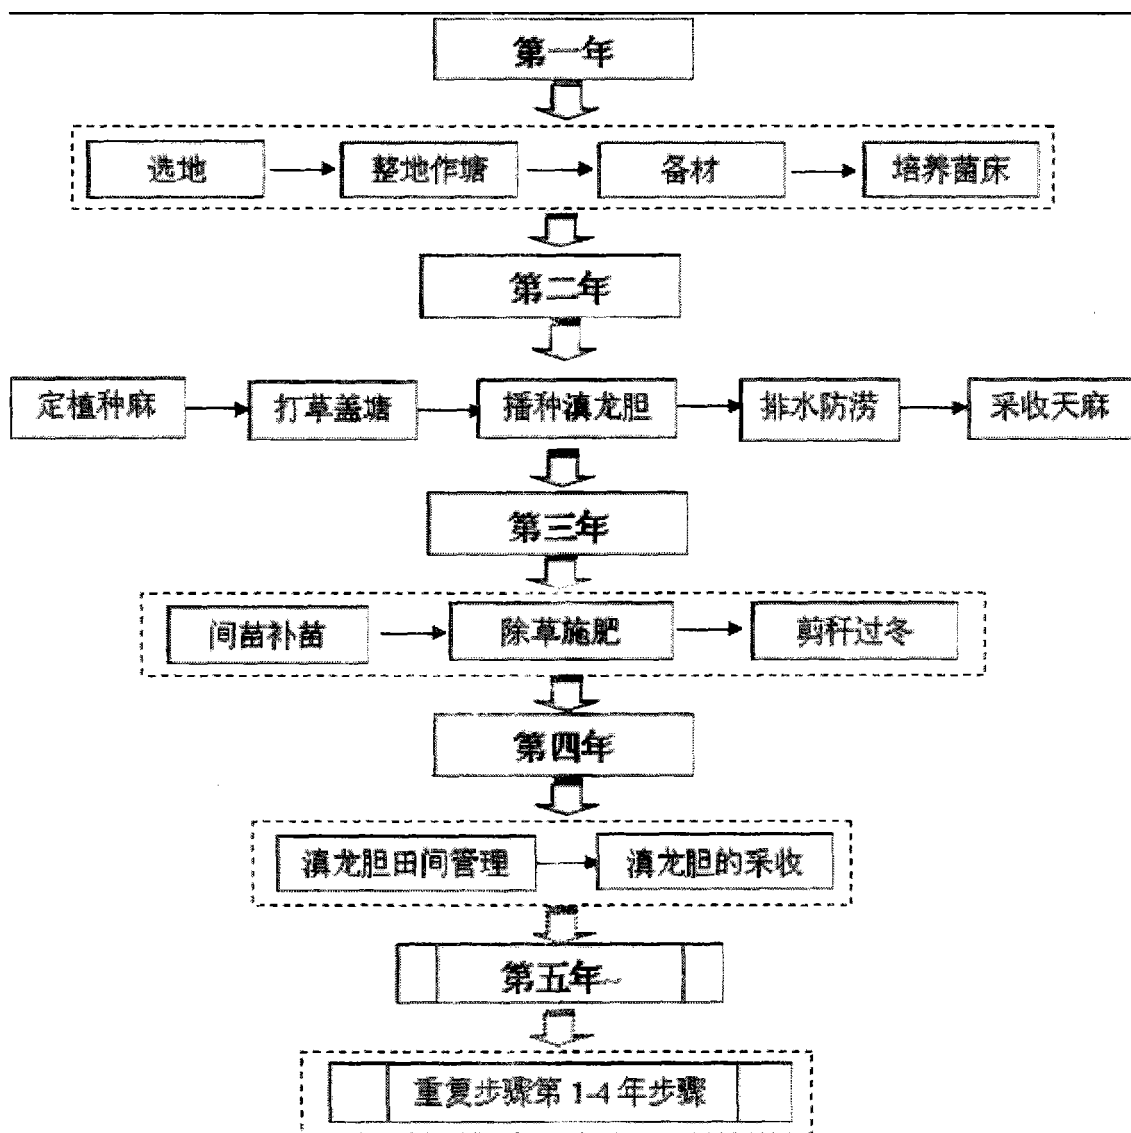 第一年
选地 整地作塘 备材 培养菌床
第二年
定植种麻 打草盖塘 播种滇龙胆 排水防涝 采收天麻
第三年
间苗补苗 除草施肥 剪秆过冬
第四年
滇龙胆田间管理 滇龙胆的采收
第五年~
重复步骤第1-4年步骤